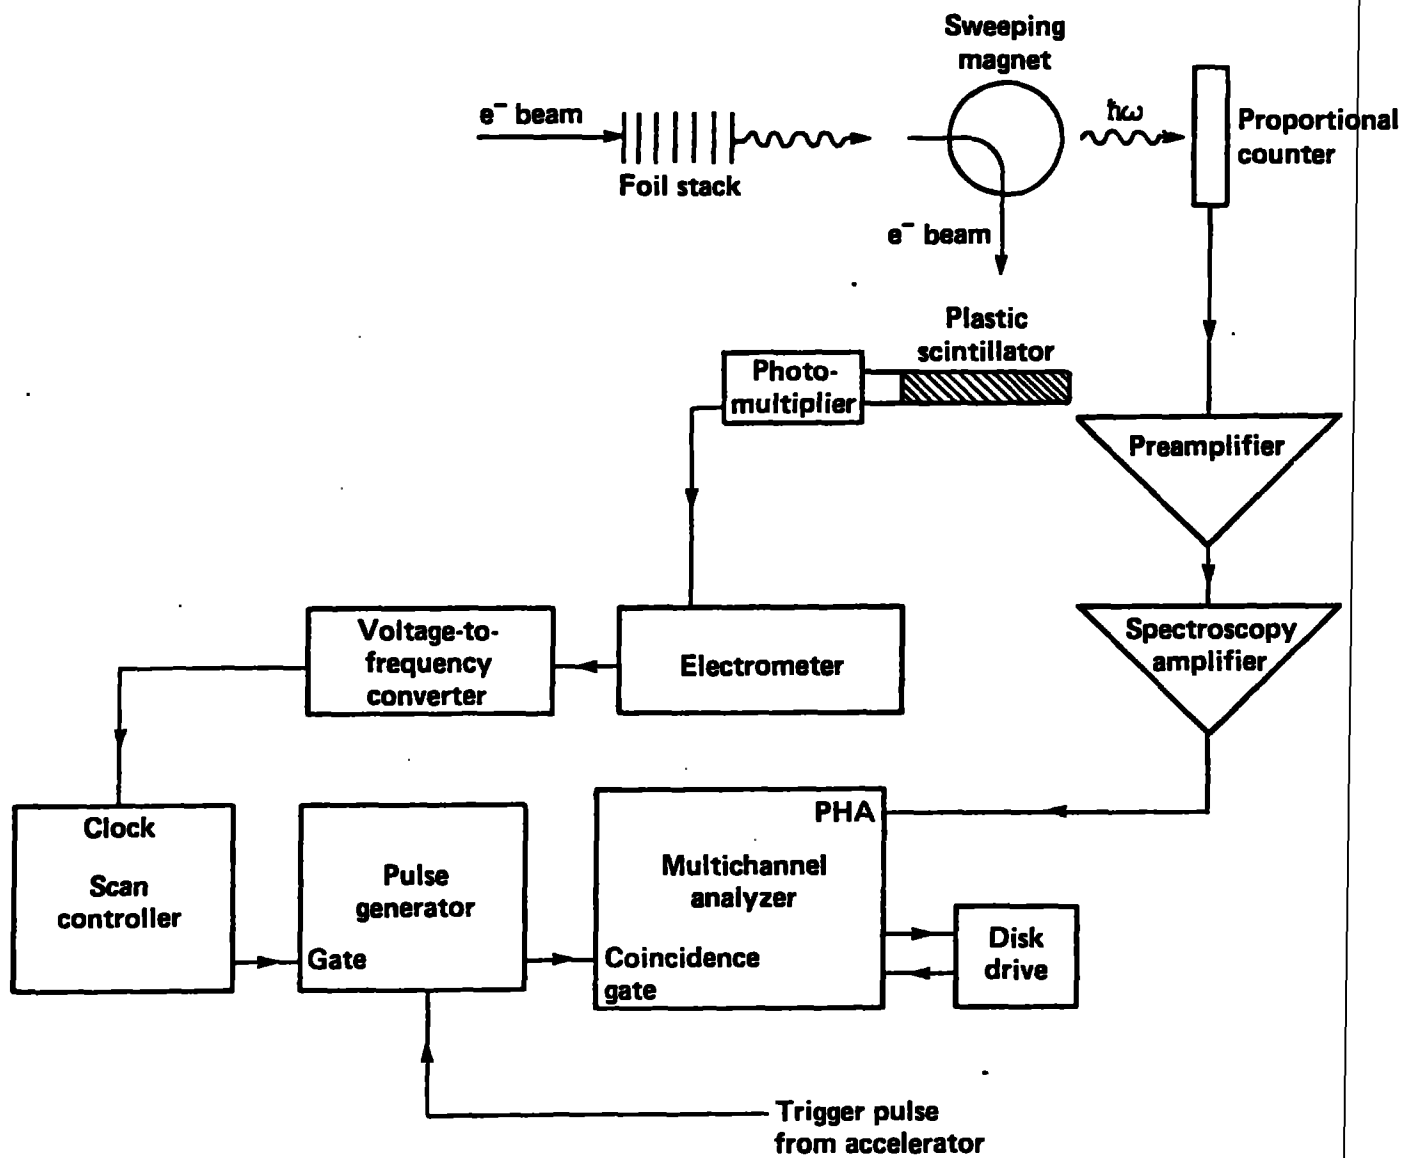 Sweeping
magnet
e⁻ beam
ħω
Proportional
counter
Foil stack
e⁻ beam
Plastic
scintillator
Photo-
multiplier
Preamplifier
Voltage-to-
frequency
converter
Electrometer
Spectroscopy
amplifier
Clock
Scan
controller
Pulse
generator
Gate
PHA
Multichannel
analyzer
Coincidence
gate
Disk
drive
Trigger pulse
from accelerator